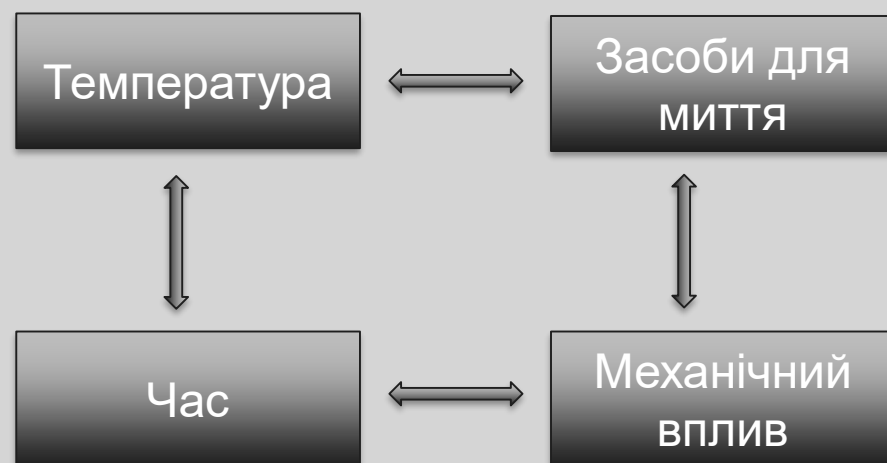 Температура
Засоби для
миття
Час
Механічний
вплив